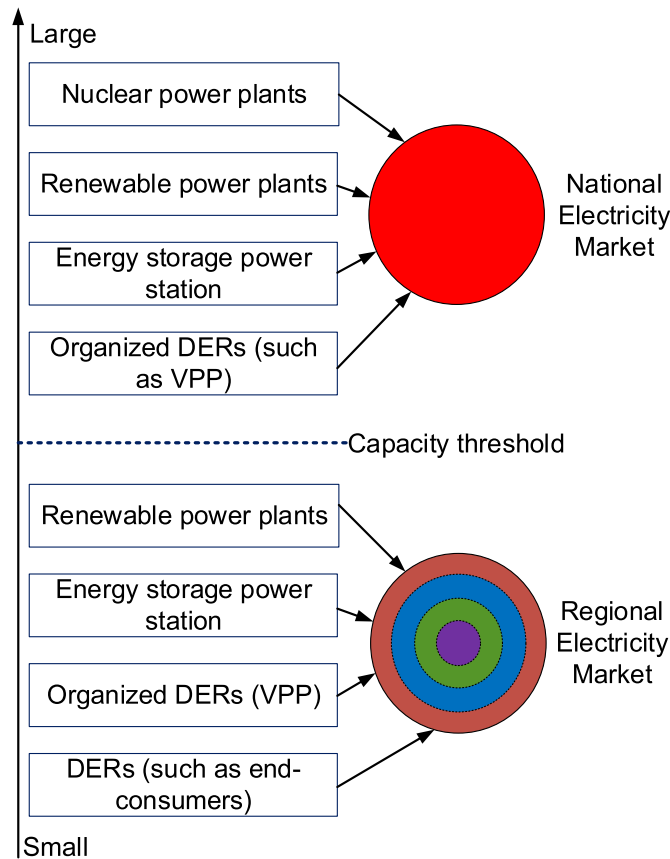 Large
Nuclear power plants
Renewable power plants
Energy storage power
station
Organized DERs (such
as VPP)
National
Electricity
Market
Capacity threshold
Renewable power plants
Energy storage power
station
Organized DERs (VPP)
DERs (such as end-
consumers)
Regional
Electricity
Market
Small